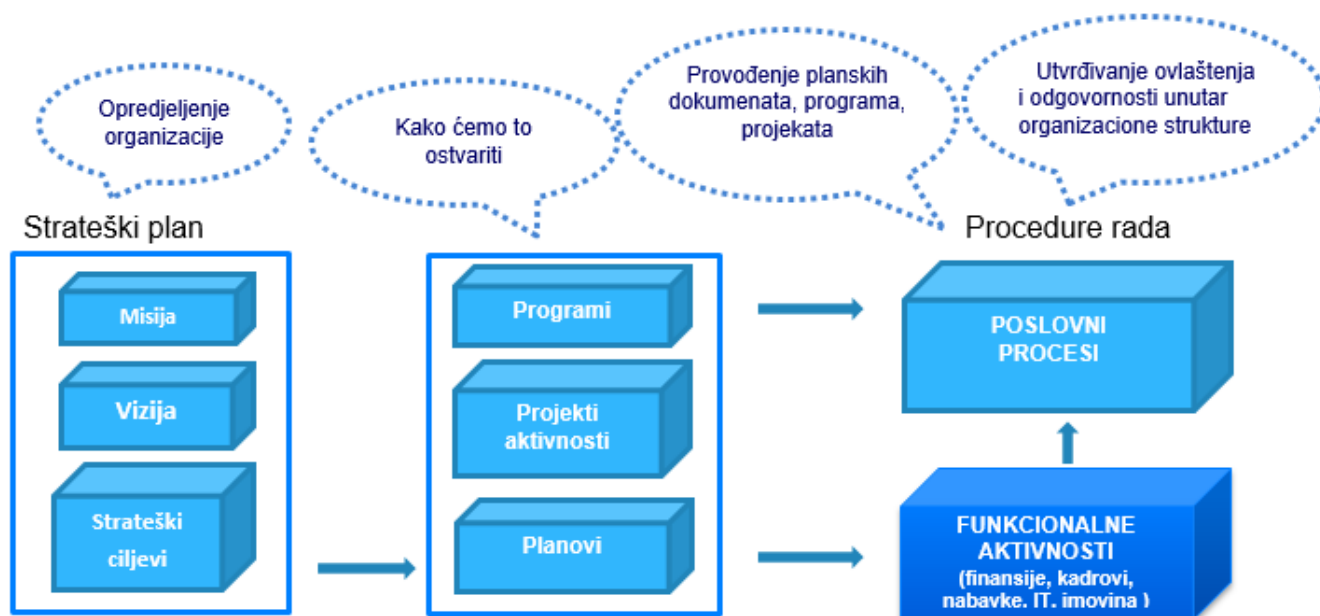 Opredjeljenje
organizacije
Kako ćemo to
ostvariti
Provođenje planskih
dokumenata, programa,
projekata
Utvrđivanje ovlaštenja
i odgovornosti unutar
organizacione strukture
Strateški plan
Procedure rada
Misija
Vizija
Strateški
ciljevi
Programi
Projekti
aktivnosti
Planovi
POSLOVNI
PROCESI
FUNKCIONALNE
AKTIVNOSTI
(finansije, kadrovi,
nabavke, IT, imovina )